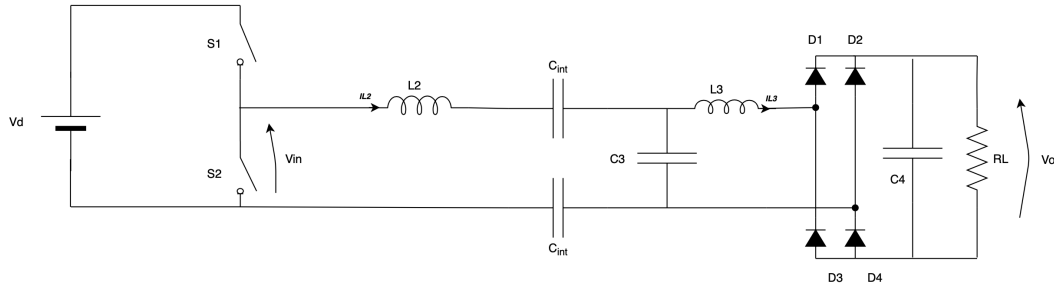 D1 D2
S1
Cint
L2 L3
IL2 IL3
Vd
Vin C3 RL Vo
S2 C4
Cint
D3 D4